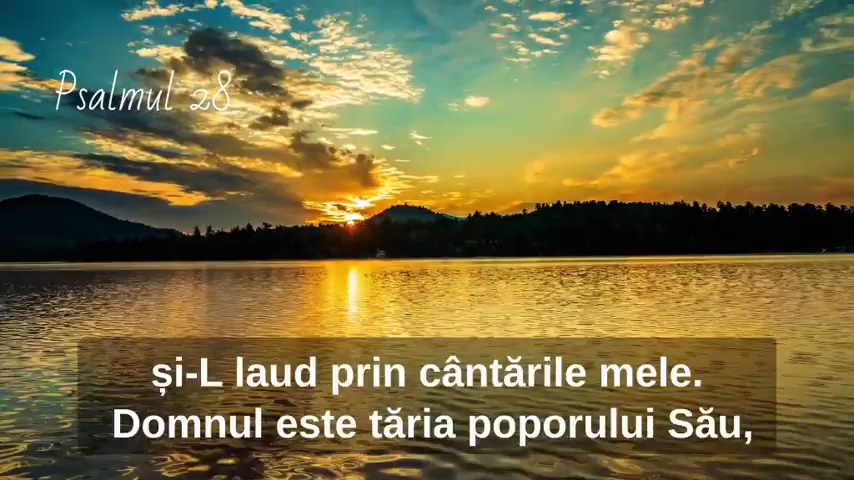 Psalmul 28
și-L laud prin cântările mele.
Domnul este tăria poporului Său,